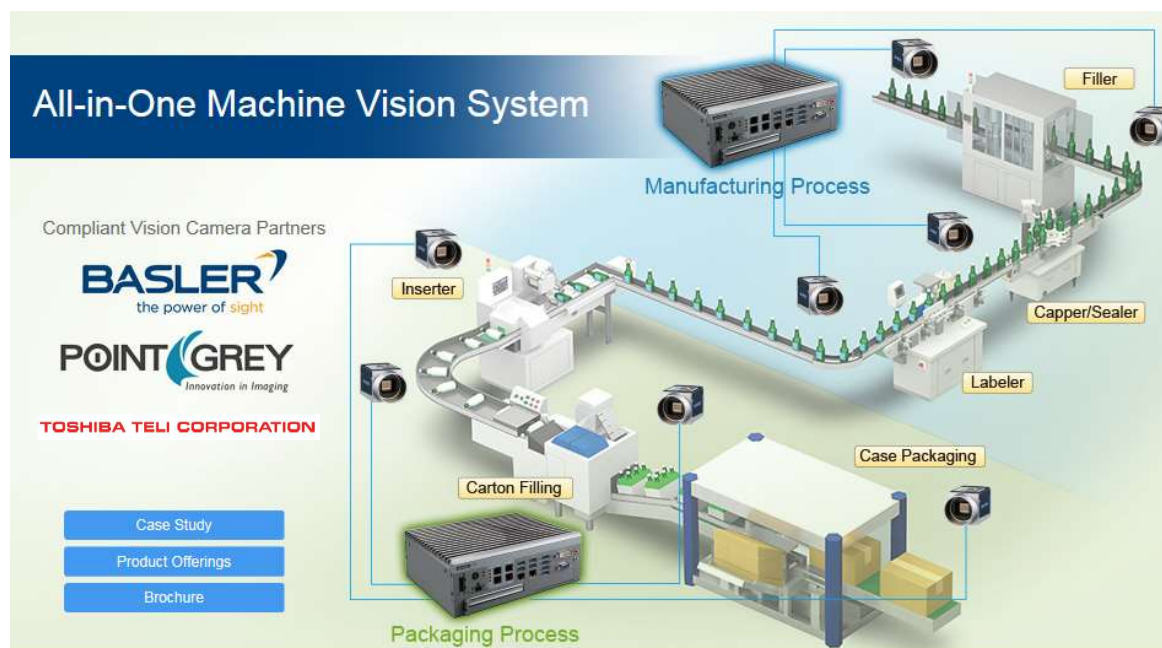 All-in-One Machine Vision System
Filler
Manufacturing Process
Compliant Vision Camera Partners
BASLER
the power of sight
Inserter
Capper/Sealer
POINT GREY
Innovation in Imaging
Labeler
TOSHIBA TELI CORPORATION
Case Packaging
Carton Filling
Case Study
Product Offerings
Brochure
Packaging Process